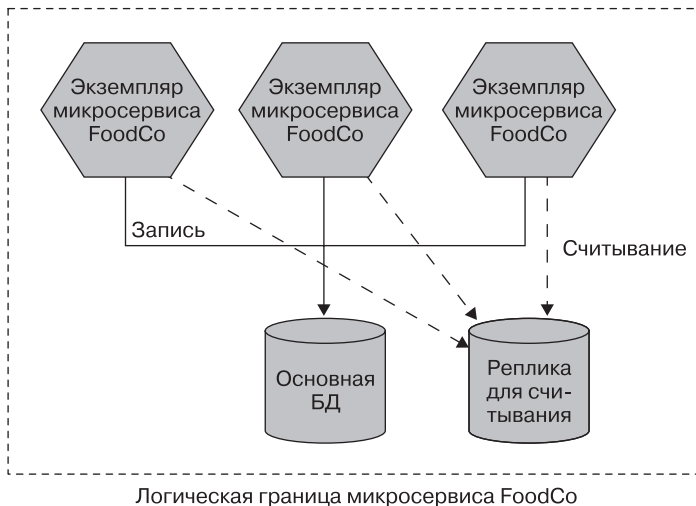 Экземпляр
микросервиса
FoodCo
Экземпляр
микросервиса
FoodCo
Экземпляр
микросервиса
FoodCo
Запись
Считывание
Основная
БД
Реплика
для счи-
тывания
Логическая граница микросервиса FoodCo